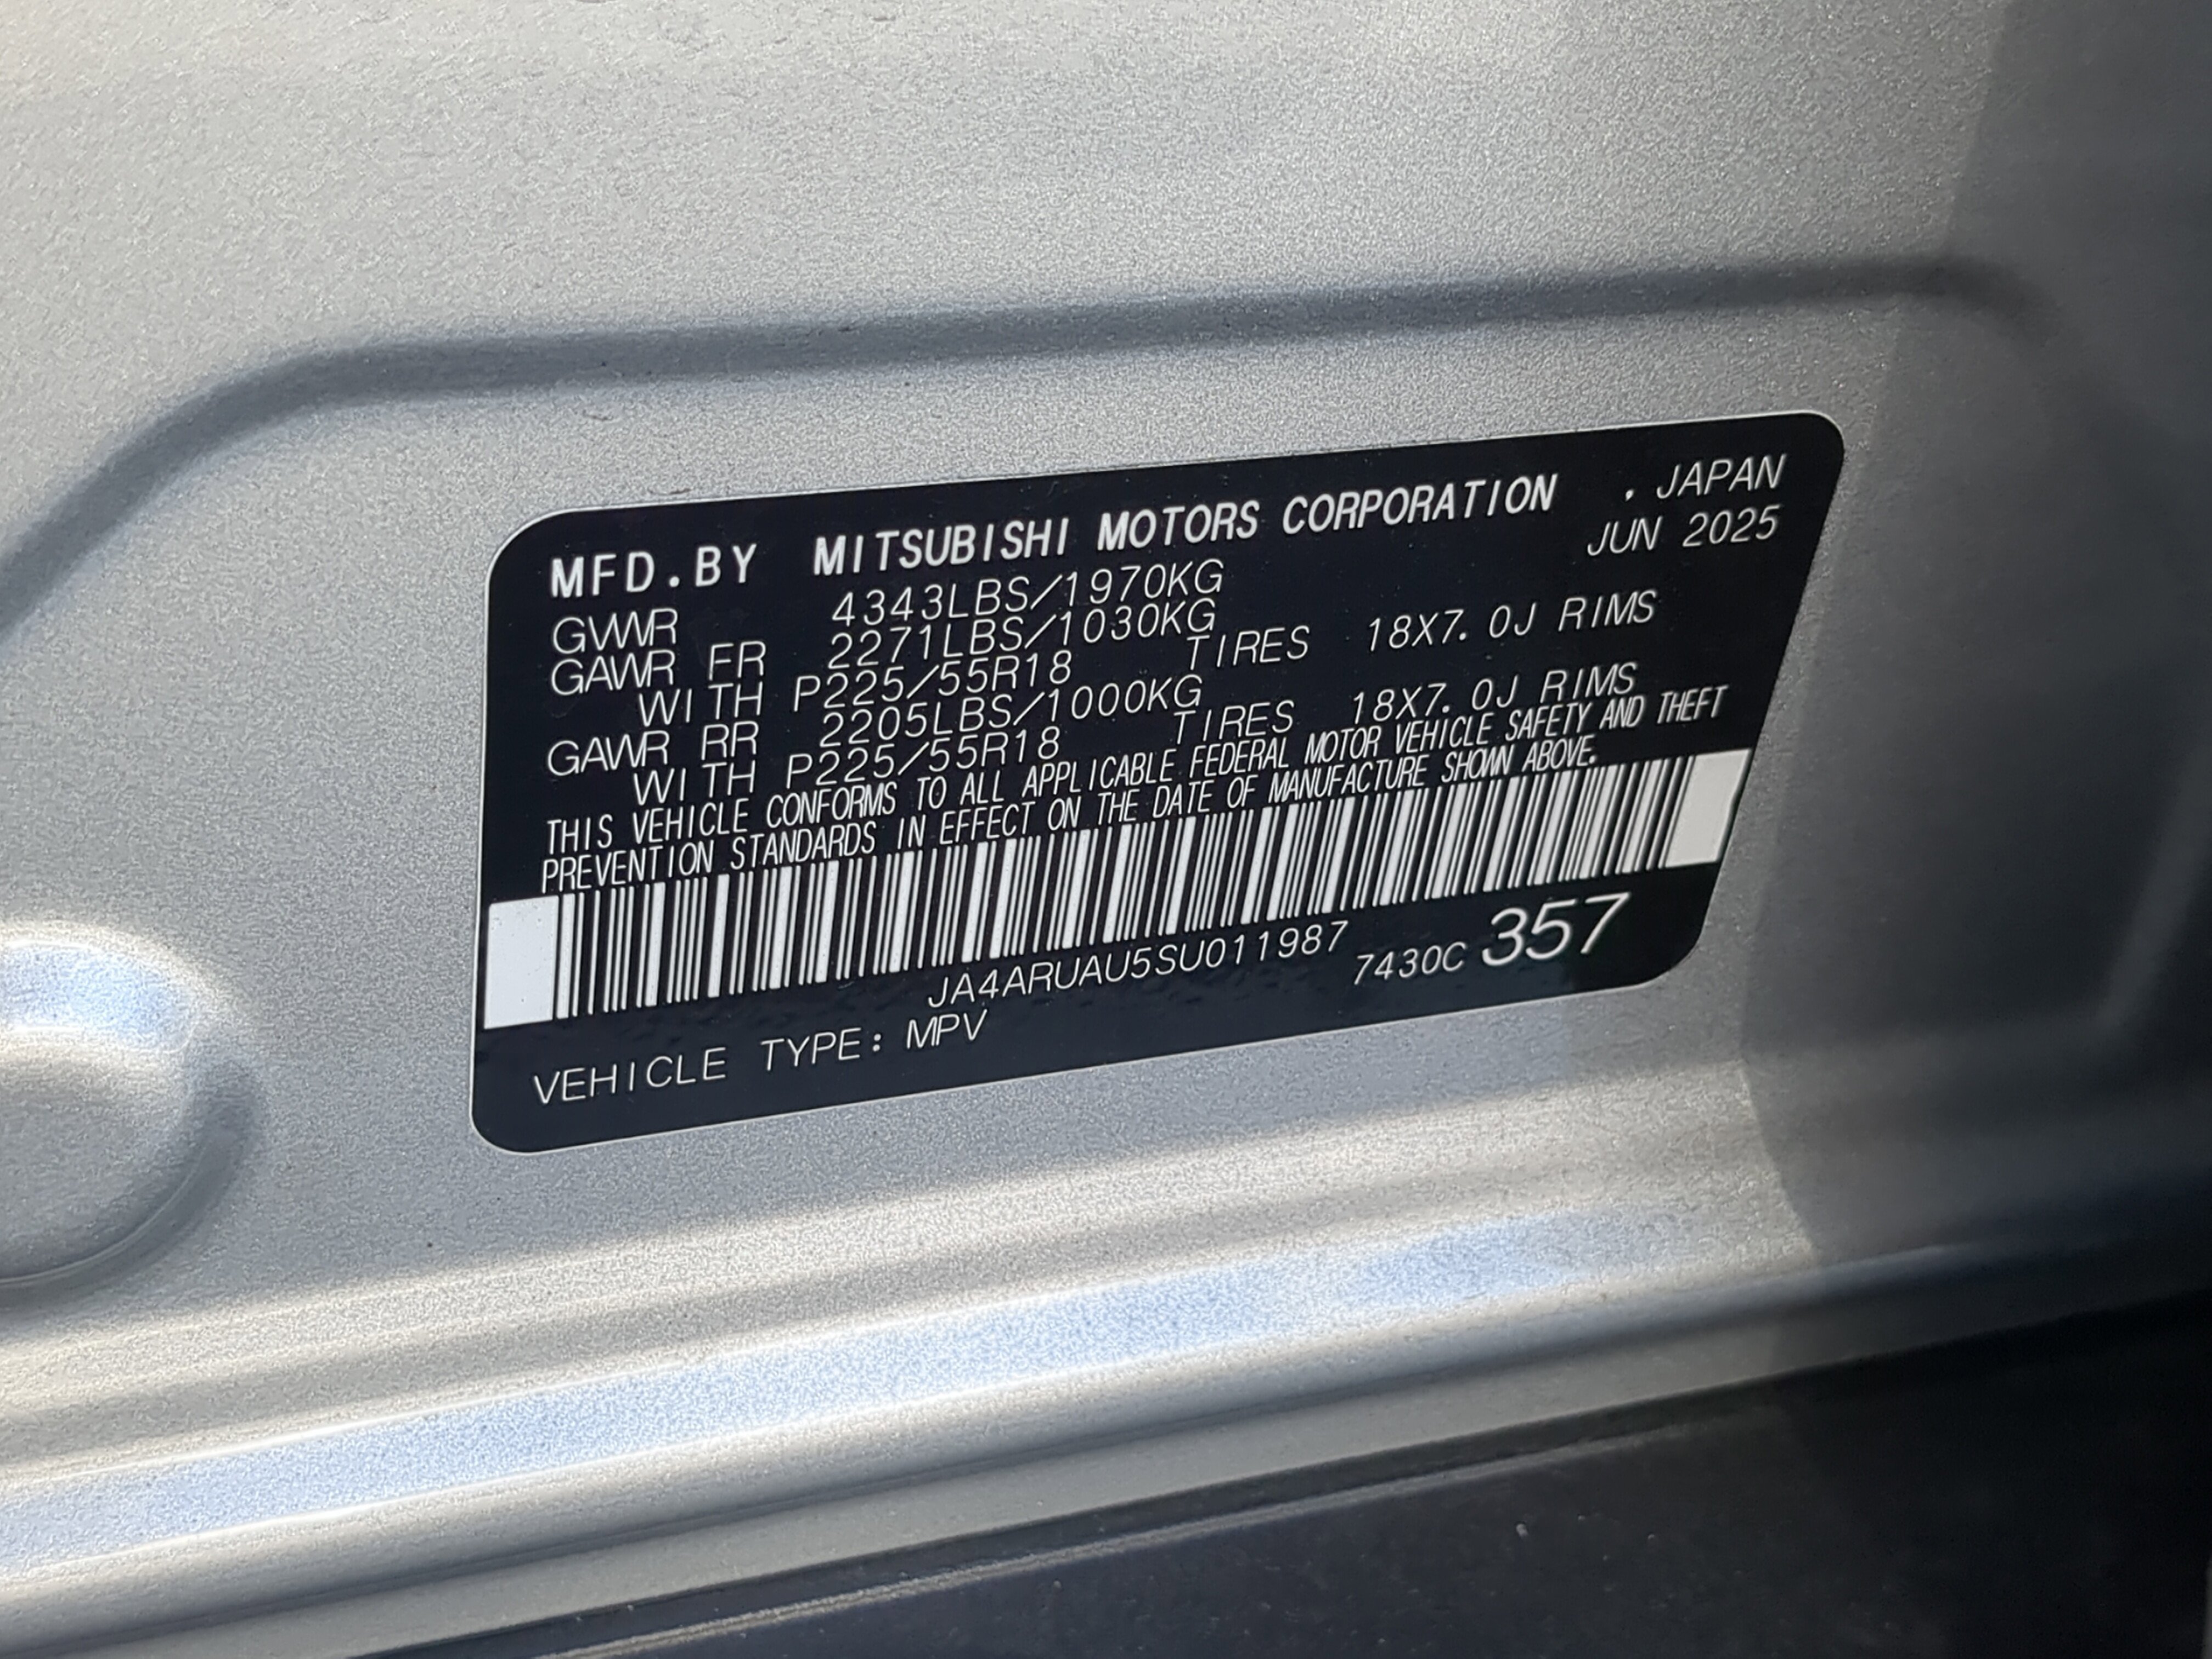 MFD.BY MITSUBISHI MOTORS CORPORATION . JAPAN
JUN 2025
GVWR 4343LBS/1970KG
GAWR FR 2271LBS/1030KG
WITH P225/55R18 TIRES 18X7.0J RIMS
GAWR RR 2205LBS/1000KG
WITH P225/55R18 TIRES 18X7.0J RIMS
THIS VEHICLE CONFORMS TO ALL APPLICABLE FEDERAL MOTOR VEHICLE SAFETY AND THEFT
PREVENTION STANDARDS IN EFFECT ON THE DATE OF MANUFACTURE SHOWN ABOVE.
JA4ARUAU5SU011987 7430C 357
VEHICLE TYPE: MPV